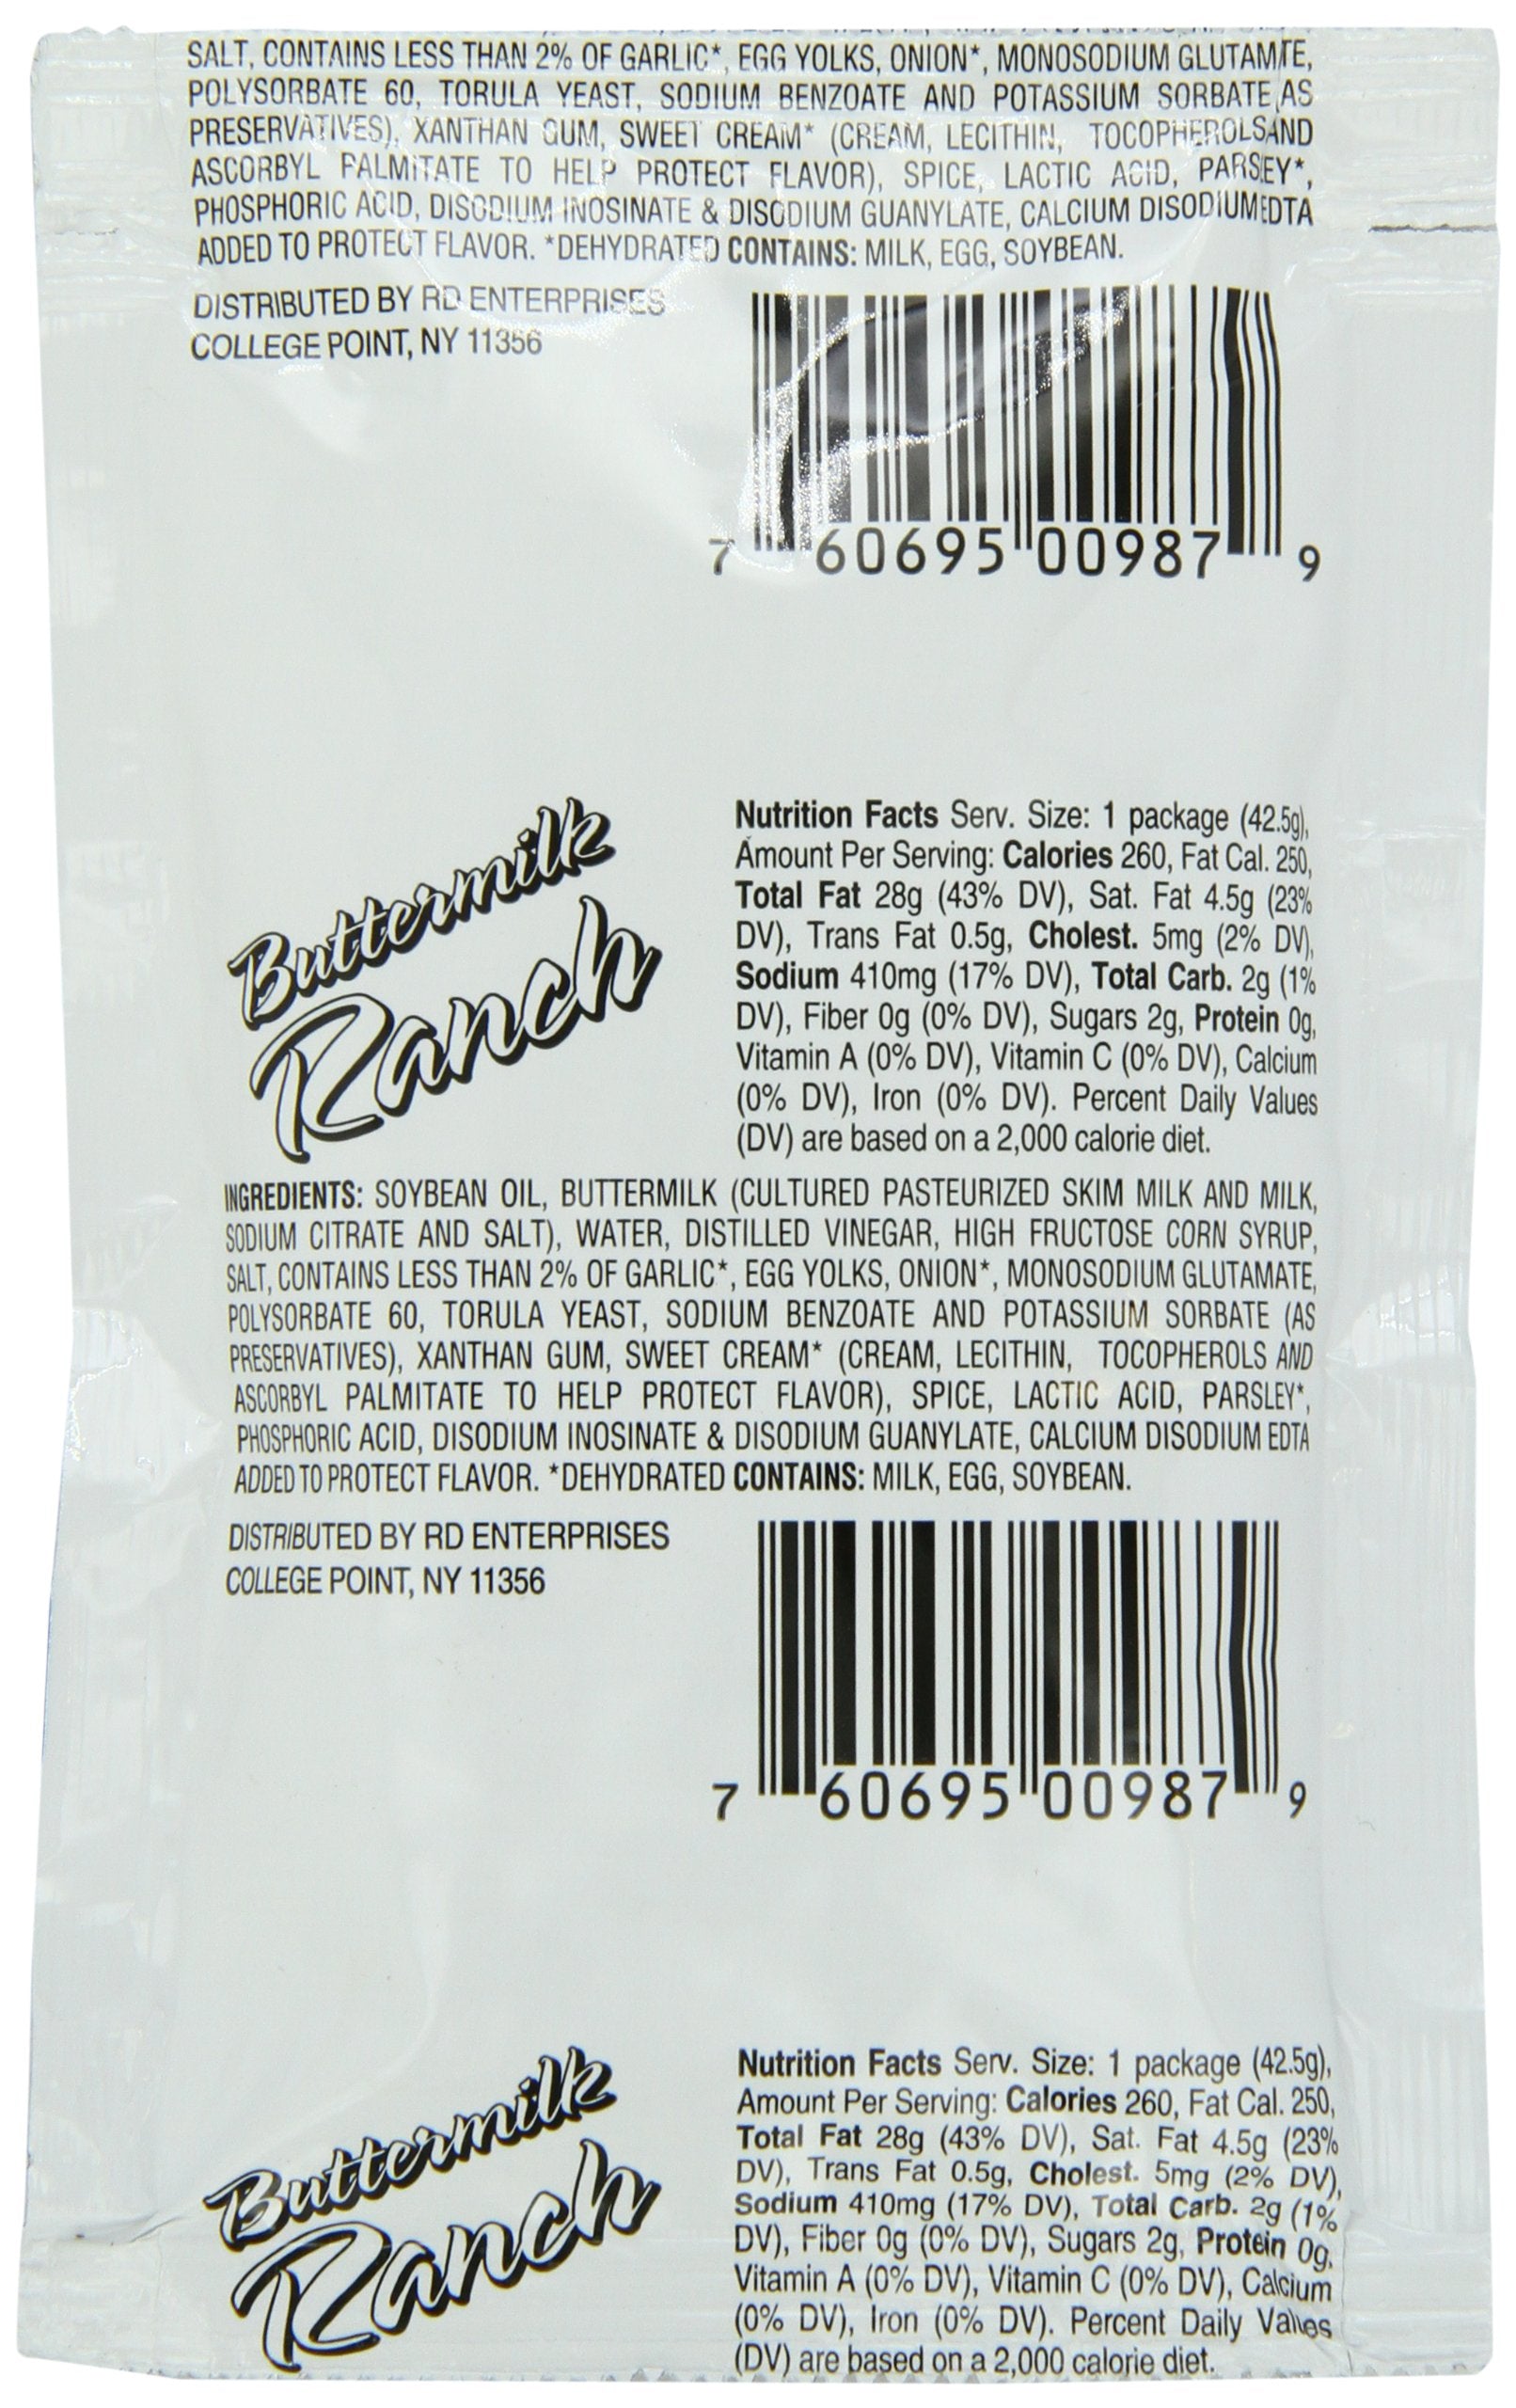 SALT, CONTAINS LESS THAN 2% OF GARLIC*, EGG YOLKS, ONION*, MONOSODIUM GLUTAMTE,
POLYSORBATE 60, TORULA YEAST, SODIUM BENZOATE AND POTASSIUM SORBATE AS
PRESERVATIVES), XANTHAN GUM, SWEET CREAM* (CREAM, LECITHIN, TOCOPHEROLS AND
ASCORBYL PALMITATE TO HELP PROTECT FLAVOR), SPICE, LACTIC ACID, PARSEY*,
PHOSPHORIC ACID, DISODIUM INOSINATE & DISODIUM GUANYLATE, CALCIUM DISODIUM EDTA
ADDED TO PROTECT FLAVOR. *DEHYDRATED CONTAINS: MILK, EGG, SOYBEAN.
DISTRIBUTED BY RD ENTERPRISES
COLLEGE POINT, NY 11356
7 60695 00987 9
Buttermilk
Ranch
Nutrition Facts Serv. Size: 1 package (42.5g),
Amount Per Serving: Calories 260, Fat Cal. 250,
Total Fat 28g (43% DV), Sat. Fat 4.5g (23%
DV), Trans Fat 0.5g, Cholest. 5mg (2% DV),
Sodium 410mg (17% DV), Total Carb. 2g (1%
DV), Fiber 0g (0% DV), Sugars 2g, Protein 0g,
Vitamin A (0% DV), Vitamin C (0% DV), Calcium
(0% DV), Iron (0% DV). Percent Daily Values
(DV) are based on a 2,000 calorie diet.
INGREDIENTS: SOYBEAN OIL, BUTTERMILK (CULTURED PASTEURIZED SKIM MILK AND MILK,
SODIUM CITRATE AND SALT), WATER, DISTILLED VINEGAR, HIGH FRUCTOSE CORN SYRUP,
SALT, CONTAINS LESS THAN 2% OF GARLIC*, EGG YOLKS, ONION*, MONOSODIUM GLUTAMATE,
POLYSORBATE 60, TORULA YEAST, SODIUM BENZOATE AND POTASSIUM SORBATE (AS
PRESERVATIVES), XANTHAN GUM, SWEET CREAM* (CREAM, LECITHIN, TOCOPHEROLS AND
ASCORBYL PALMITATE TO HELP PROTECT FLAVOR), SPICE, LACTIC ACID, PARSLEY*,
PHOSPHORIC ACID, DISODIUM INOSINATE & DISODIUM GUANYLATE, CALCIUM DISODIUM EDTA
ADDED TO PROTECT FLAVOR. *DEHYDRATED CONTAINS: MILK, EGG, SOYBEAN.
DISTRIBUTED BY RD ENTERPRISES
COLLEGE POINT, NY 11356
7 60695 00987 9
Buttermilk
Ranch
Nutrition Facts Serv. Size: 1 package (42.5g),
Amount Per Serving: Calories 260, Fat Cal. 250,
Total Fat 28g (43% DV), Sat. Fat 4.5g (23%
DV), Trans Fat 0.5g, Cholest. 5mg (2% DV),
Sodium 410mg (17% DV), Total Carb. 2g (1%
DV), Fiber 0g (0% DV), Sugars 2g, Protein 0g,
Vitamin A (0% DV), Vitamin C (0% DV), Calcium
(0% DV), Iron (0% DV). Percent Daily Values
(DV) are based on a 2,000 calorie diet.